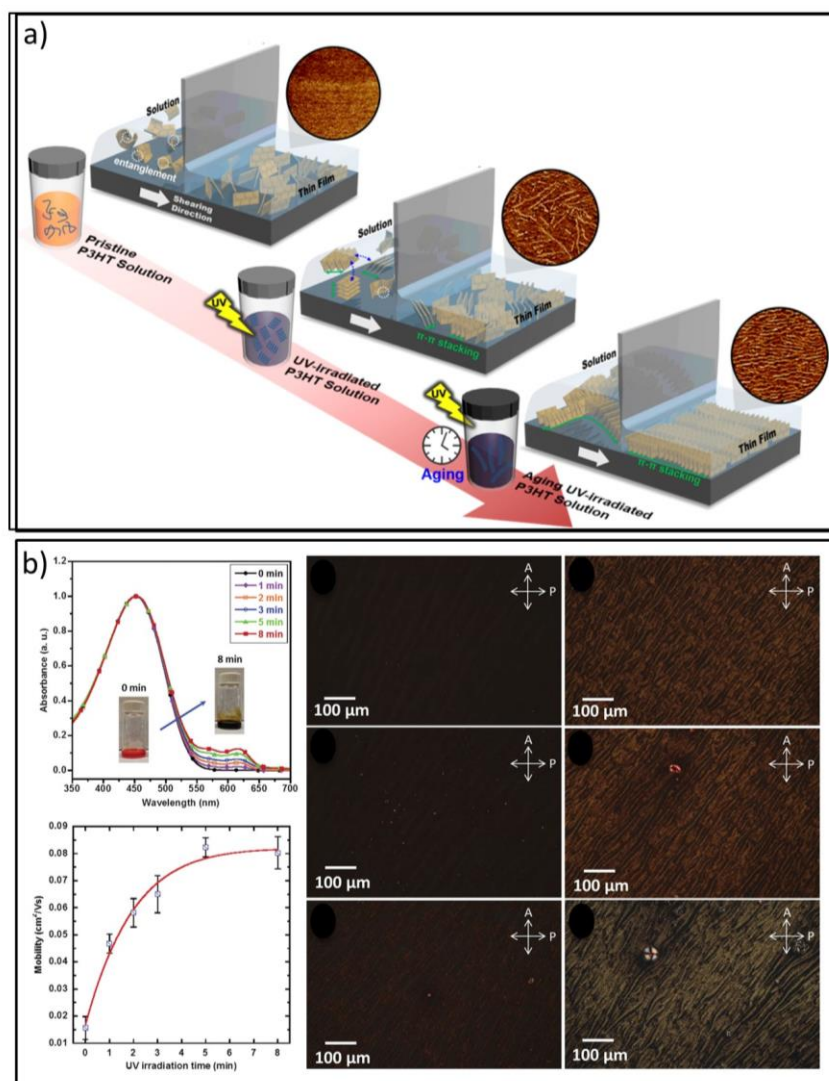 a)
Solution
entanglement
Thin Film
Shearing
Direction
Pristine
P3HT Solution
UV
Solution
Thin Film
π-π stacking
UV-irradiated
P3HT Solution
UV
Aging
Solution
Thin Film
π-π stacking
Aging UV-irradiated
P3HT Solution
b)
1.2
1.0
0.8
0.6
0.4
0.2
0.0
Absorbance (a. u.)
0 min
1 min
2 min
3 min
5 min
8 min
0 min
8 min
350 400 450 500 550 600 650 700
Wavelength (nm)
0.09
0.08
0.07
0.06
0.05
0.04
0.03
0.02
0.01
Mobility (cm²/Vs)
0 1 2 3 4 5 6 7 8
UV irradiation time (min)
A
P
100 µm
A
P
100 µm
A
P
100 µm
A
P
100 µm
A
P
100 µm
A
P
100 µm